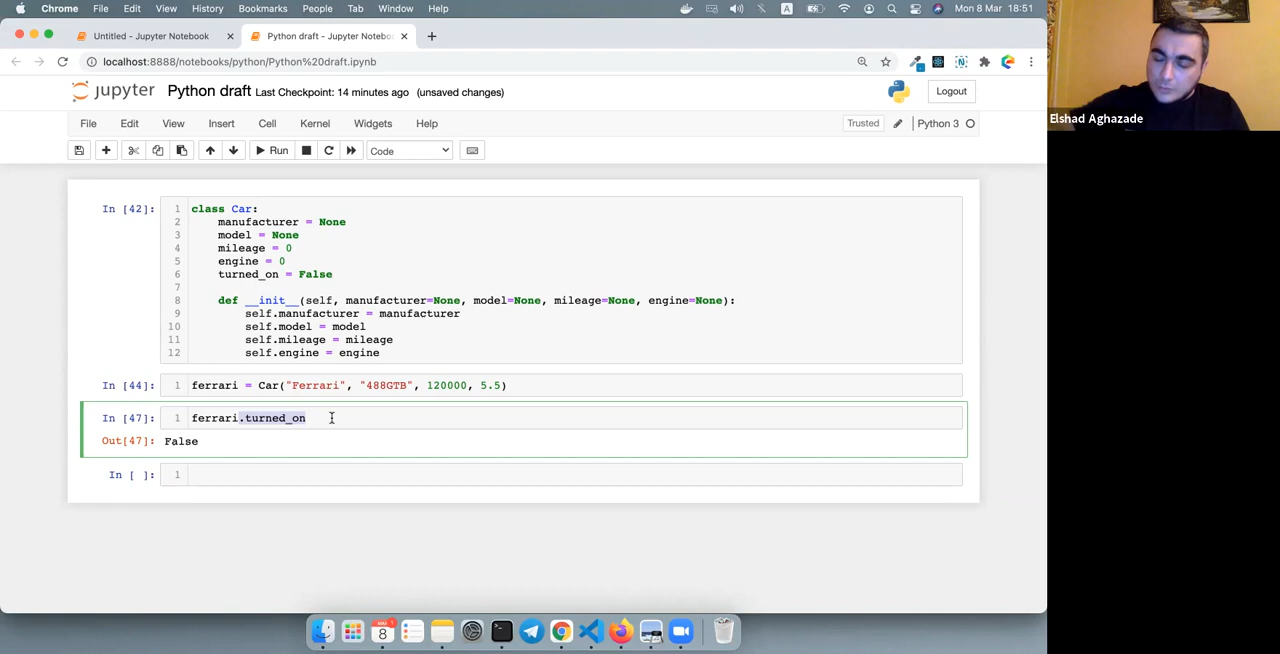 Chrome File Edit View History Bookmarks People Tab Window Help A Mon 8 Mar 18:51
Untitled - Jupyter Notebook Python draft - Jupyter Noteboo
localhost:8888/notebooks/python/Python%20draft.ipynb
jupyter Python draft Last Checkpoint: 14 minutes ago (unsaved changes) Logout
File Edit View Insert Cell Kernel Widgets Help Trusted Python 3
Run Code
Elshad Aghazade
In [42]: 1 class Car:
2 manufacturer = None
3 model = None
4 mileage = 0
5 engine = 0
6 turned_on = False
7
8 def __init__(self, manufacturer=None, model=None, mileage=None, engine=None):
9 self.manufacturer = manufacturer
10 self.model = model
11 self.mileage = mileage
12 self.engine = engine
In [44]: 1 ferrari = Car("Ferrari", "488GTB", 120000, 5.5)
In [47]: 1 ferrari.turned_on
Out[47]: False
In [ ]: 1
8